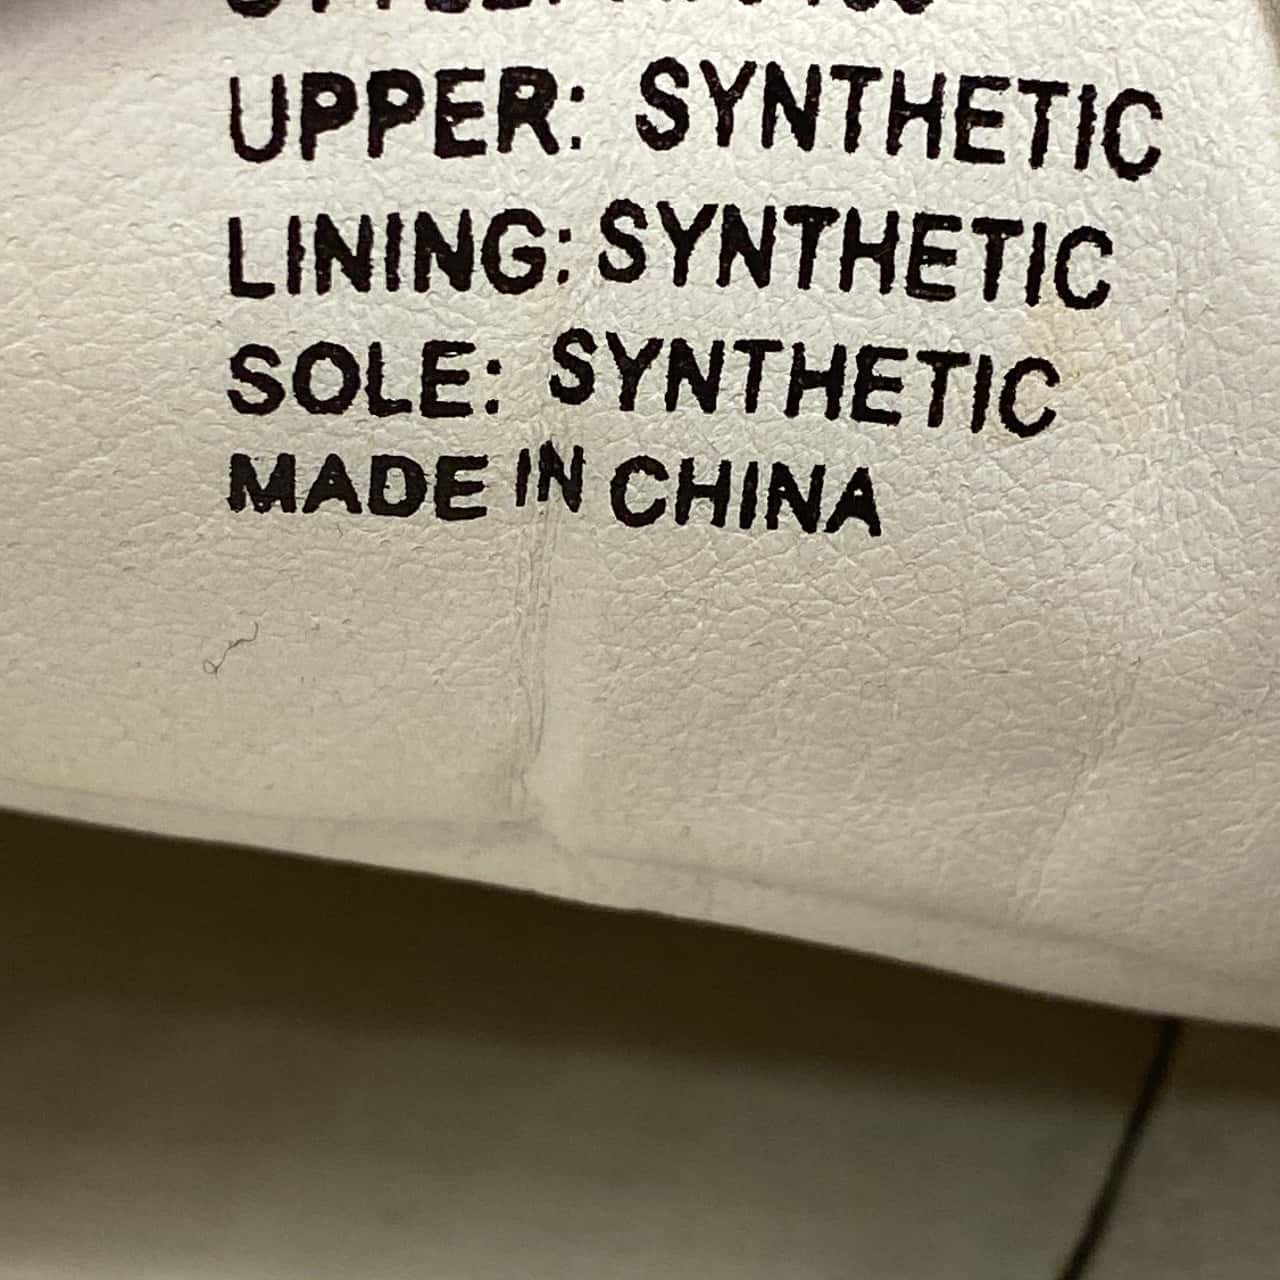 UPPER: SYNTHETIC
LINING: SYNTHETIC
SOLE: SYNTHETIC
MADE IN CHINA